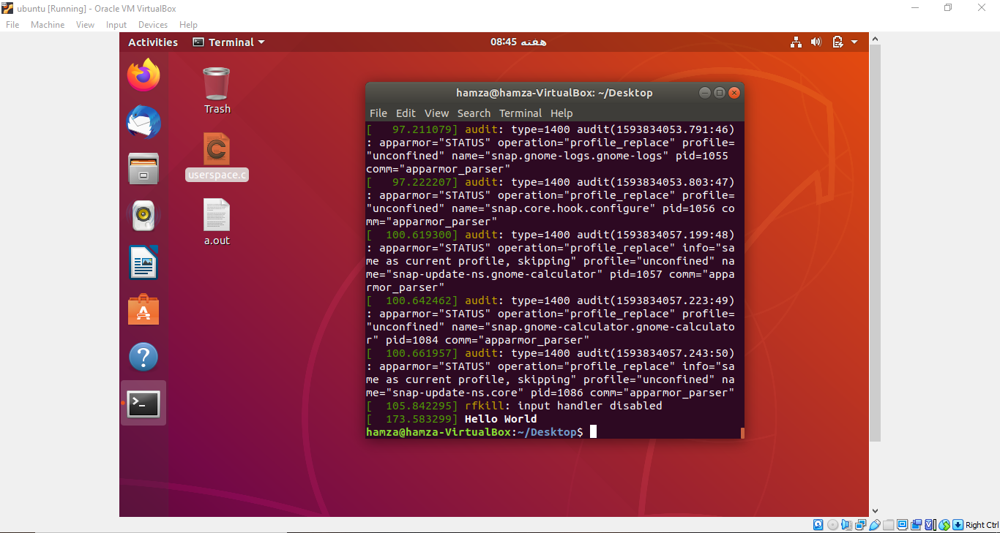 ubuntu [Running] - Oracle VM VirtualBox
File Machine View Input Devices Help
Activities Terminal هفته 08:45
Trash
userspace.c
a.out
hamza@hamza-VirtualBox: ~/Desktop
File Edit View Search Terminal Help
[   97.211079] audit: type=1400 audit(1593834053.791:46)
: apparmor="STATUS" operation="profile_replace" profile=
"unconfined" name="snap.gnome-logs.gnome-logs" pid=1055
comm="apparmor_parser"
[   97.222207] audit: type=1400 audit(1593834053.803:47)
: apparmor="STATUS" operation="profile_replace" profile=
"unconfined" name="snap.core.hook.configure" pid=1056 co
mm="apparmor_parser"
[  100.619300] audit: type=1400 audit(1593834057.199:48)
: apparmor="STATUS" operation="profile_replace" info="sa
me as current profile, skipping" profile="unconfined" na
me="snap-update-ns.gnome-calculator" pid=1057 comm="appa
rmor_parser"
[  100.642462] audit: type=1400 audit(1593834057.223:49)
: apparmor="STATUS" operation="profile_replace" profile=
"unconfined" name="snap.gnome-calculator.gnome-calculato
r" pid=1084 comm="apparmor_parser"
[  100.661957] audit: type=1400 audit(1593834057.243:50)
: apparmor="STATUS" operation="profile_replace" info="sa
me as current profile, skipping" profile="unconfined" na
me="snap-update-ns.core" pid=1086 comm="apparmor_parser"
[  105.842295] rfkill: input handler disabled
[  173.583299] Hello World
hamza@hamza-VirtualBox:~/Desktop$
Right Ctrl